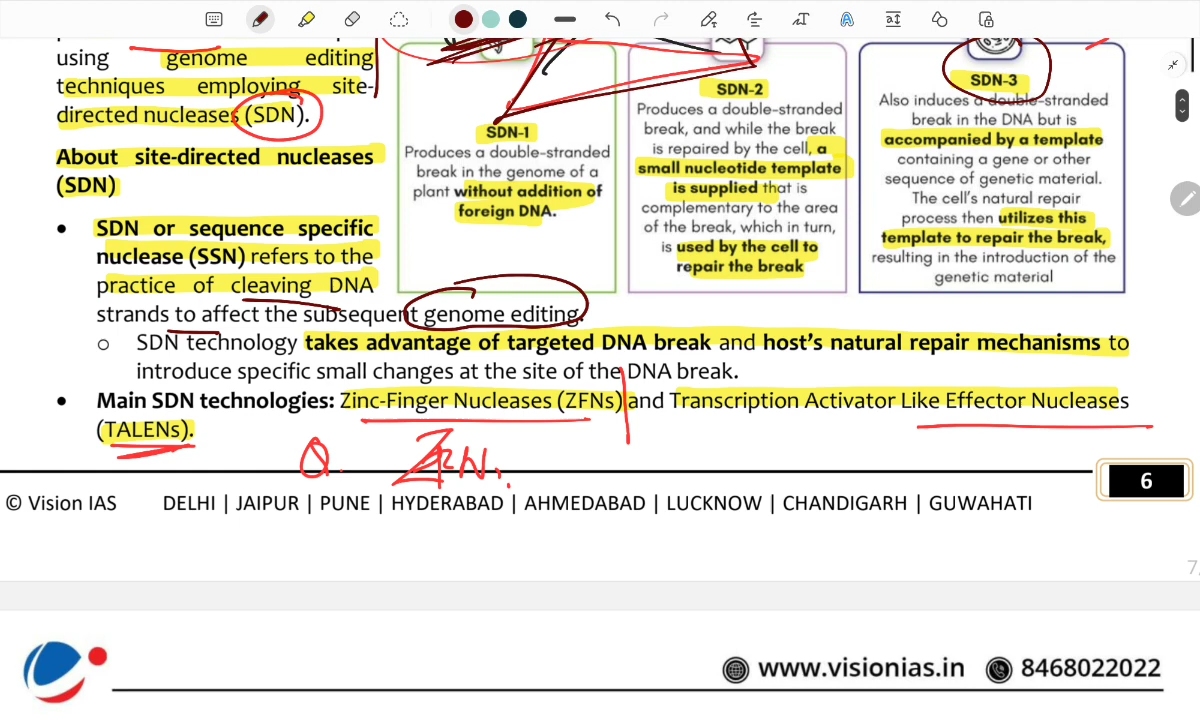 using genome editing
techniques employing site-
directed nucleases (SDN).
About site-directed nucleases
(SDN)
• SDN or sequence specific
nuclease (SSN) refers to the
practice of cleaving DNA
strands to affect the subsequent genome editing.
SDN-1
Produces a double-stranded
break in the genome of a
plant without addition of
foreign DNA.
SDN-2
Produces a double-stranded
break, and while the break
is repaired by the cell, a
small nucleotide template
is supplied that is
complementary to the area
of the break, which in turn,
is used by the cell to
repair the break
SDN-3
Also induces a double-stranded
break in the DNA but is
accompanied by a template
containing a gene or other
sequence of genetic material.
The cell's natural repair
process then utilizes this
template to repair the break,
resulting in the introduction of the
genetic material
o SDN technology takes advantage of targeted DNA break and host's natural repair mechanisms to
introduce specific small changes at the site of the DNA break.
• Main SDN technologies: Zinc-Finger Nucleases (ZFNs) and Transcription Activator Like Effector Nucleases
(TALENs).
Q. ZFN.
© Vision IAS DELHI | JAIPUR | PUNE | HYDERABAD | AHMEDABAD | LUCKNOW | CHANDIGARH | GUWAHATI
6
www.visionias.in 8468022022